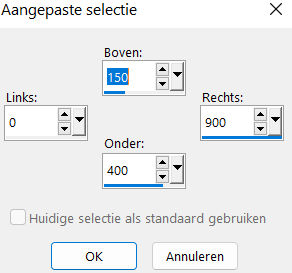 Aangepaste selectie
Boven:
150
Links:
0
Rechts:
900
Onder:
400
Huidige selectie als standaard gebruiken
OK
Annuleren